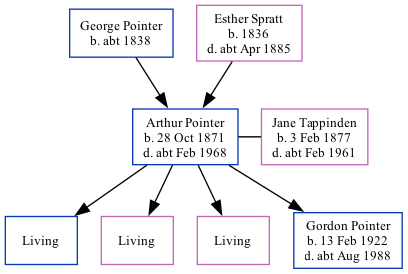 George Pointer
b. abt 1838
Esther Spratt
b. 1836
d. abt Apr 1885
Arthur Pointer
b. 28 Oct 1871
d. abt Feb 1968
Jane Tappinden
b. 3 Feb 1877
d. abt Feb 1961
Living
Living
Living
Gordon Pointer
b. 13 Feb 1922
d. abt Aug 1988